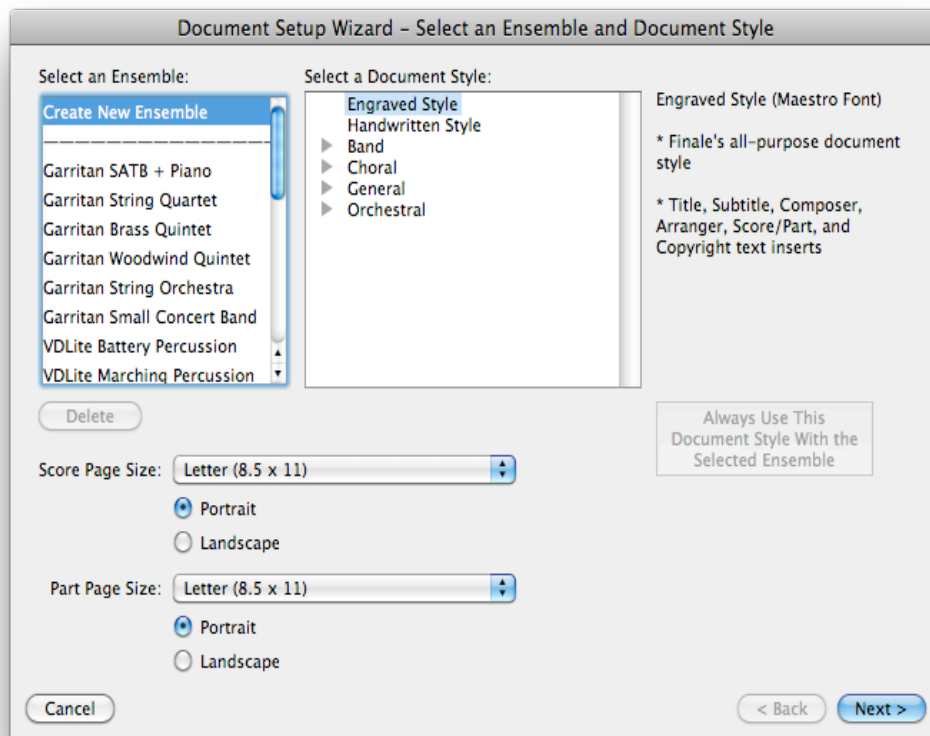 Document Setup Wizard – Select an Ensemble and Document Style
Select an Ensemble:
Create New Ensemble
Garritan SATB + Piano
Garritan String Quartet
Garritan Brass Quintet
Garritan Woodwind Quintet
Garritan String Orchestra
Garritan Small Concert Band
VDLite Battery Percussion
VDLite Marching Percussion
Delete
Select a Document Style:
Engraved Style
Handwritten Style
Band
Choral
General
Orchestral
Engraved Style (Maestro Font)
* Finale's all-purpose document
style
* Title, Subtitle, Composer,
Arranger, Score/Part, and
Copyright text inserts
Always Use This
Document Style With the
Selected Ensemble
Score Page Size: Letter (8.5 x 11)
Portrait
Landscape
Part Page Size: Letter (8.5 x 11)
Portrait
Landscape
Cancel
< Back
Next >